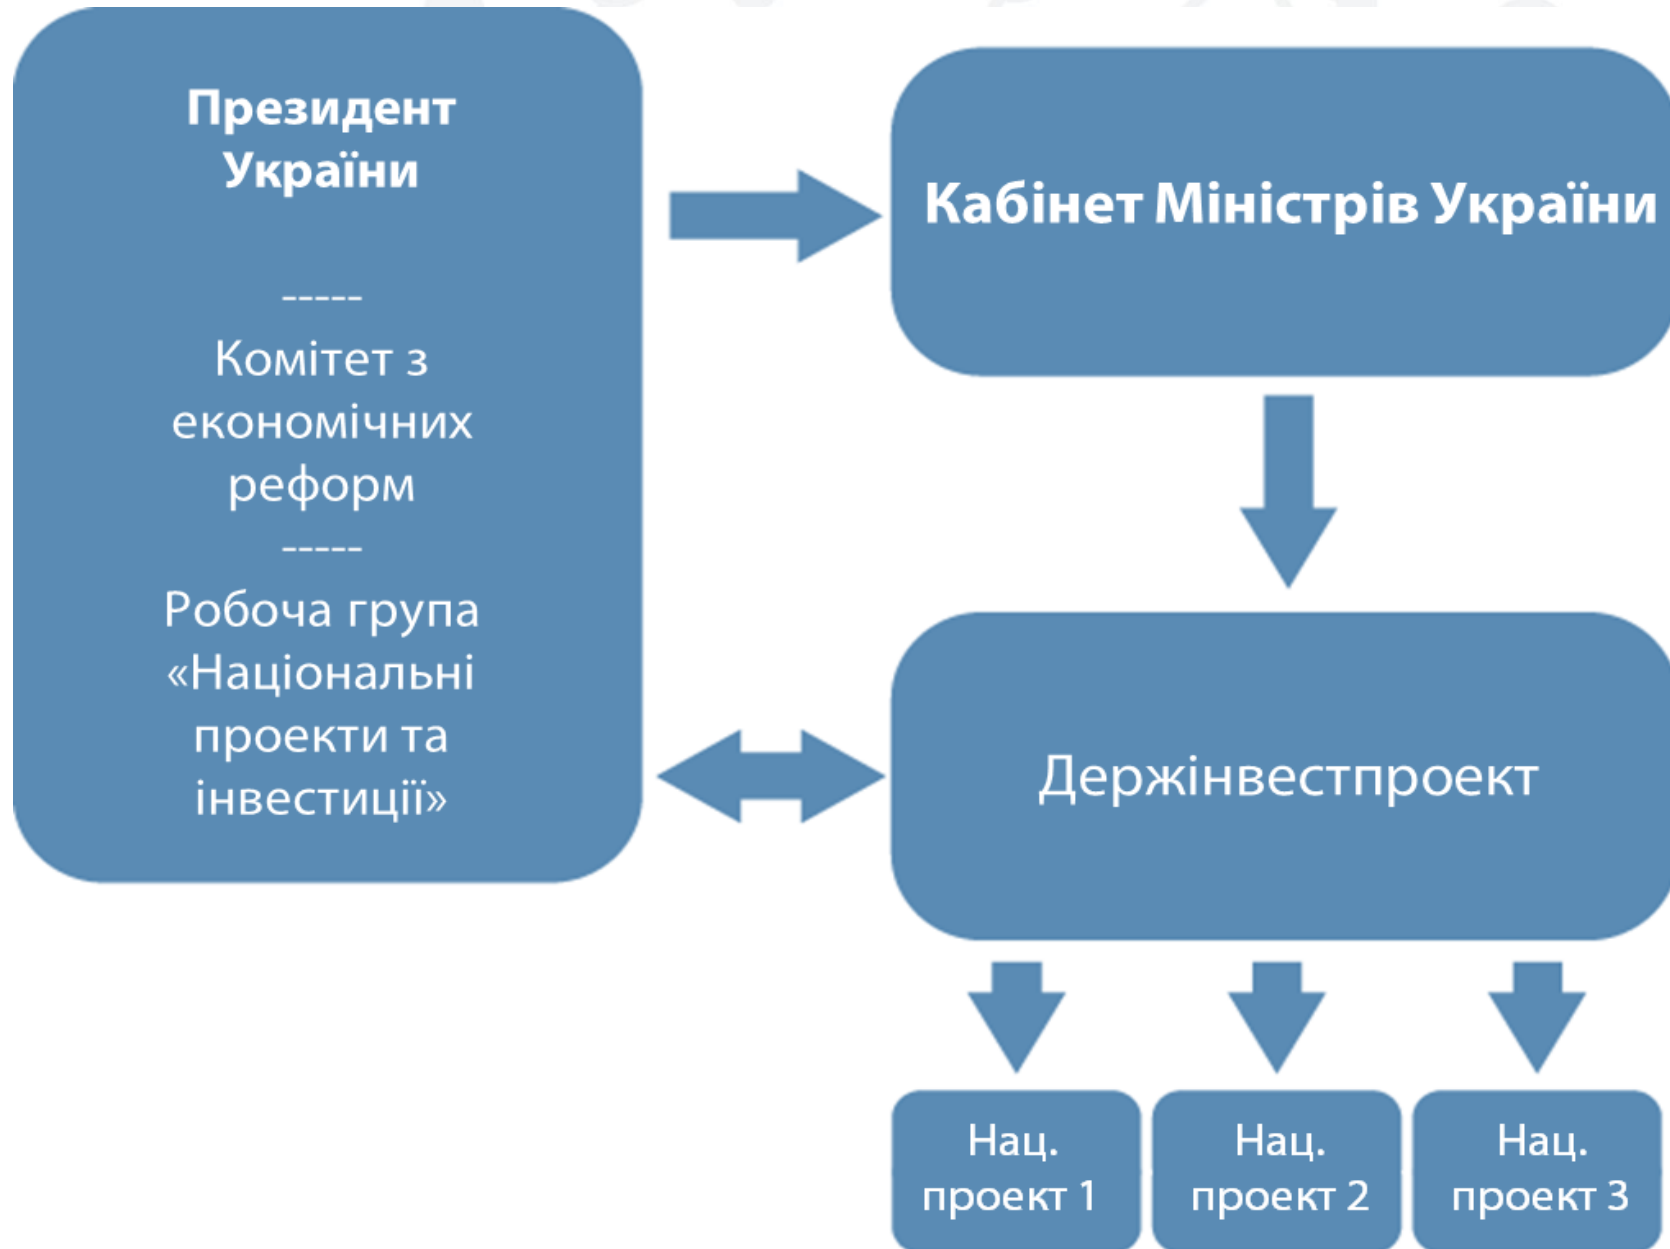 Президент
України
-----
Комітет з
економічних
реформ
-----
Робоча група
«Національні
проекти та
інвестиції»
Кабінет Міністрів України
Держінвестпроект
Нац.
проект 1
Нац.
проект 2
Нац.
проект 3